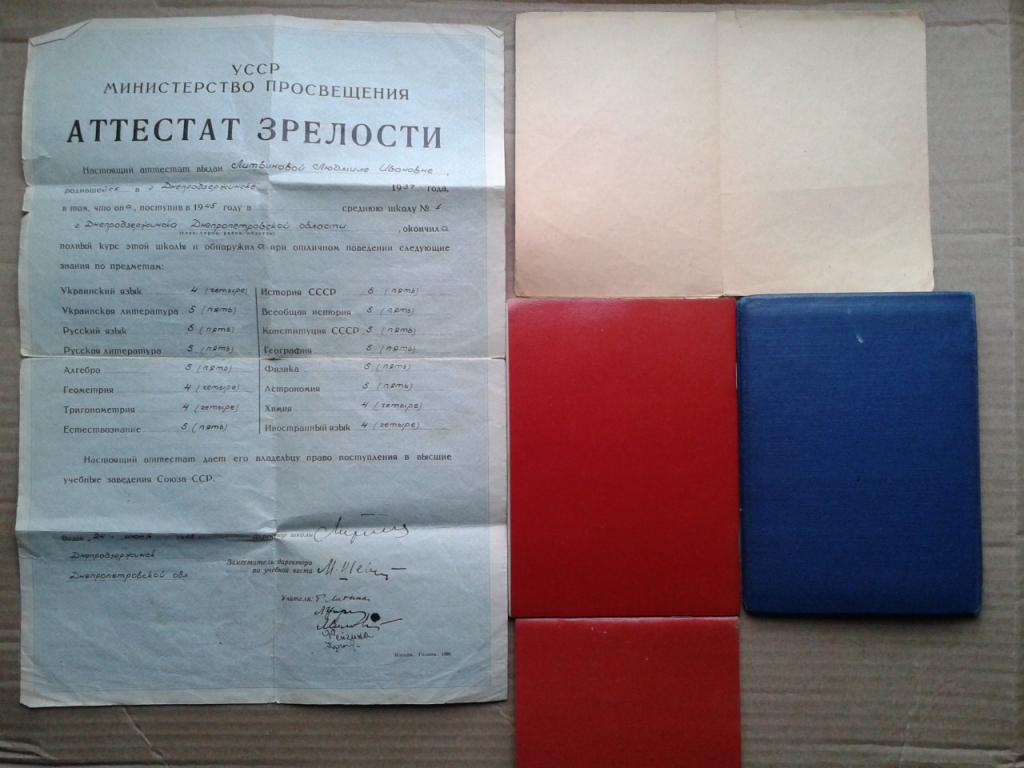 УССР
МИНИСТЕРСТВО ПРОСВЕЩЕНИЯ
АТТЕСТАТ ЗРЕЛОСТИ
Настоящий аттестат выдан Литвиновой Людмиле Ивановне,
родившейся в г Днепродзержинске 1937 года,
в том, что она, поступив в 1945 году в среднюю школу №
г Днепродзержинска Днепропетровской области, окончила
полный курс этой школы и обнаружила при отличном поведении следующие
знания по предметам:
Украинский язык 4 (четыре)
Украинская литература 5 (пять)
Русский язык 5 (пять)
Русская литература 5 (пять)
Алгебра 5 (пять)
Геометрия 4 (четыре)
Тригонометрия 4 (четыре)
Естествознание 5 (пять)
История СССР 5 (пять)
Всеобщая история 5 (пять)
Конституция СССР 5 (пять)
География 5 (пять)
Физика 5 (пять)
Астрономия 5 (пять)
Химия 4 (четыре)
Иностранный язык 4 (четыре)
Настоящий аттестат дает его владельцу право поступления в высшие
учебные заведения Союза ССР.
школы
Днепродзержинск
Днепропетровской обл
Заместитель директора
по учебной части
Учителя:
Москва, Гознак.